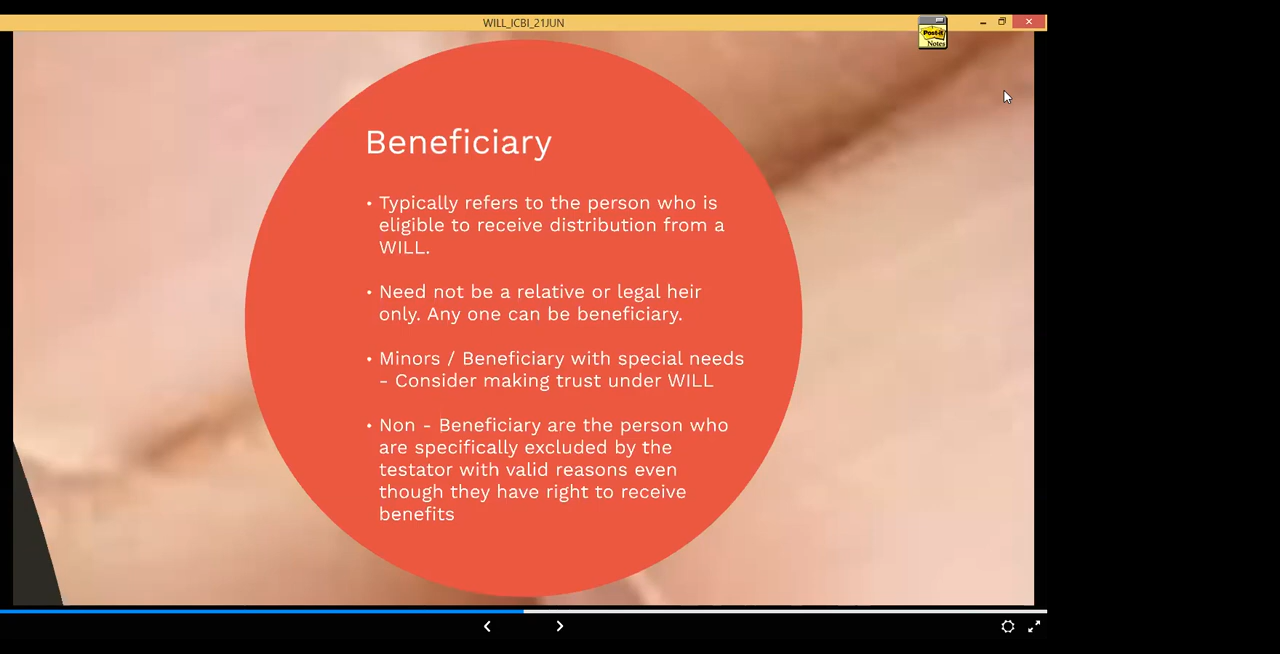 WILL_ICBI_21JUN
Post-it
Notes
Beneficiary
• Typically refers to the person who is
eligible to receive distribution from a
WILL.
• Need not be a relative or legal heir
only. Any one can be beneficiary.
• Minors / Beneficiary with special needs
- Consider making trust under WILL
• Non - Beneficiary are the person who
are specifically excluded by the
testator with valid reasons even
though they have right to receive
benefits